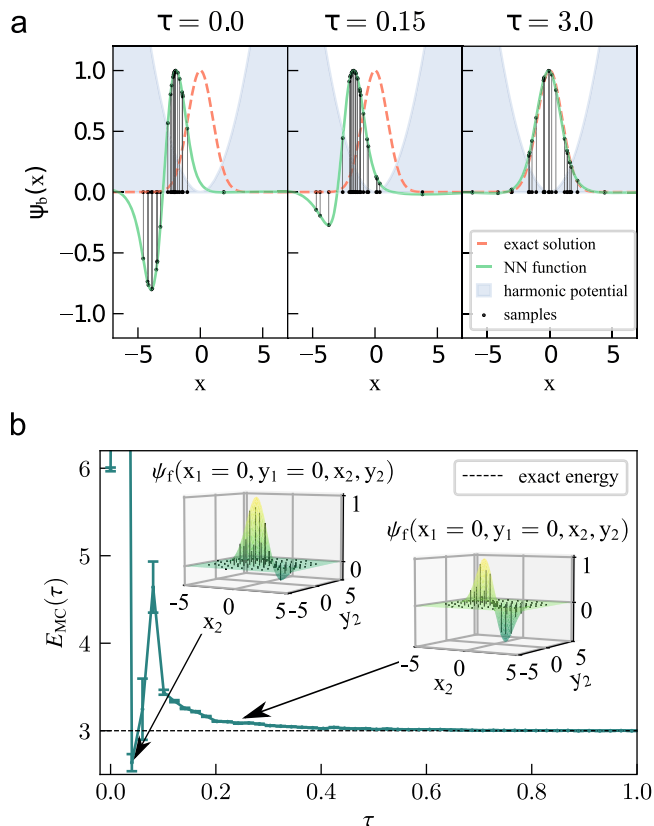 a
τ = 0.0 τ = 0.15 τ = 3.0
1.0
0.5
0.0
−0.5
−1.0
ψb(x)
exact solution
NN function
harmonic potential
samples
−5 0 5 −5 0 5 −5 0 5
x x x
b
6
5
4
3
EMC(τ)
exact energy
ψf(x1 = 0, y1 = 0, x2, y2)
1
0
-5 0 5 -5 0 5
x2 y2
ψf(x1 = 0, y1 = 0, x2, y2)
1
0
-5 0 5 -5 0 5
x2 y2
0.0 0.2 0.4 0.6 0.8 1.0
τ